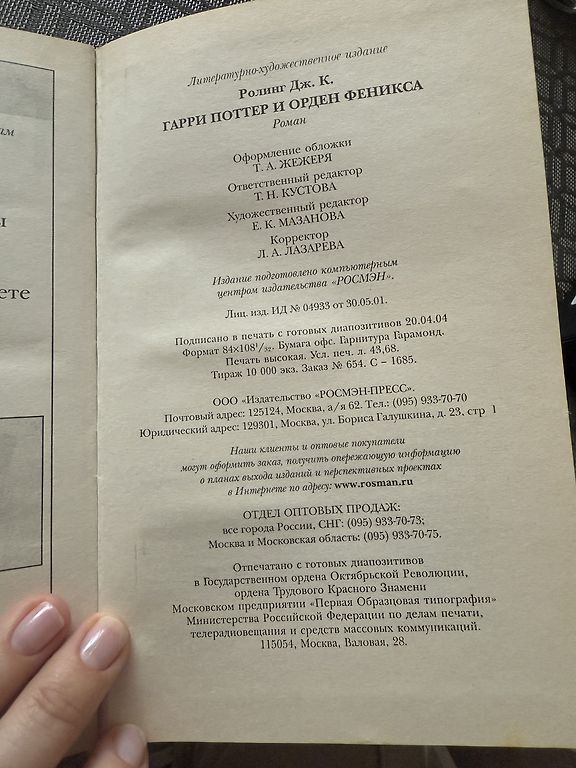 ам
ы
ете
Литературно-художественное издание
Ролинг Дж. К.
ГАРРИ ПОТТЕР И ОРДЕН ФЕНИКСА
Роман
Оформление обложки
Т. А. ЖЕЖЕРЯ
Ответственный редактор
Т. Н. КУСТОВА
Художественный редактор
Е. К. МАЗАНОВА
Корректор
Л. А. ЛАЗАРЕВА
Издание подготовлено компьютерным
центром издательства «РОСМЭН».
Лиц. изд. ИД № 04933 от 30.05.01.
Подписано в печать с готовых диапозитивов 20.04.04
Формат 84×108¹/₃₂. Бумага офс. Гарнитура Гарамонд.
Печать высокая. Усл. печ. л. 43,68.
Тираж 10 000 экз. Заказ № 654. С – 1685.
ООО «Издательство «РОСМЭН-ПРЕСС».
Почтовый адрес: 125124, Москва, а/я 62. Тел.: (095) 933-70-70
Юридический адрес: 129301, Москва, ул. Бориса Галушкина, д. 23, стр 1
Наши клиенты и оптовые покупатели
могут оформить заказ, получить опережающую информацию
о планах выхода изданий и перспективных проектах
в Интернете по адресу: www.rosman.ru
ОТДЕЛ ОПТОВЫХ ПРОДАЖ:
все города России, СНГ: (095) 933-70-73;
Москва и Московская область: (095) 933-70-75.
Отпечатано с готовых диапозитивов
в Государственном ордена Октябрьской Революции,
ордена Трудового Красного Знамени
Московском предприятии «Первая Образцовая типография»
Министерства Российской Федерации по делам печати,
телерадиовещания и средств массовых коммуникаций.
115054, Москва, Валовая, 28.